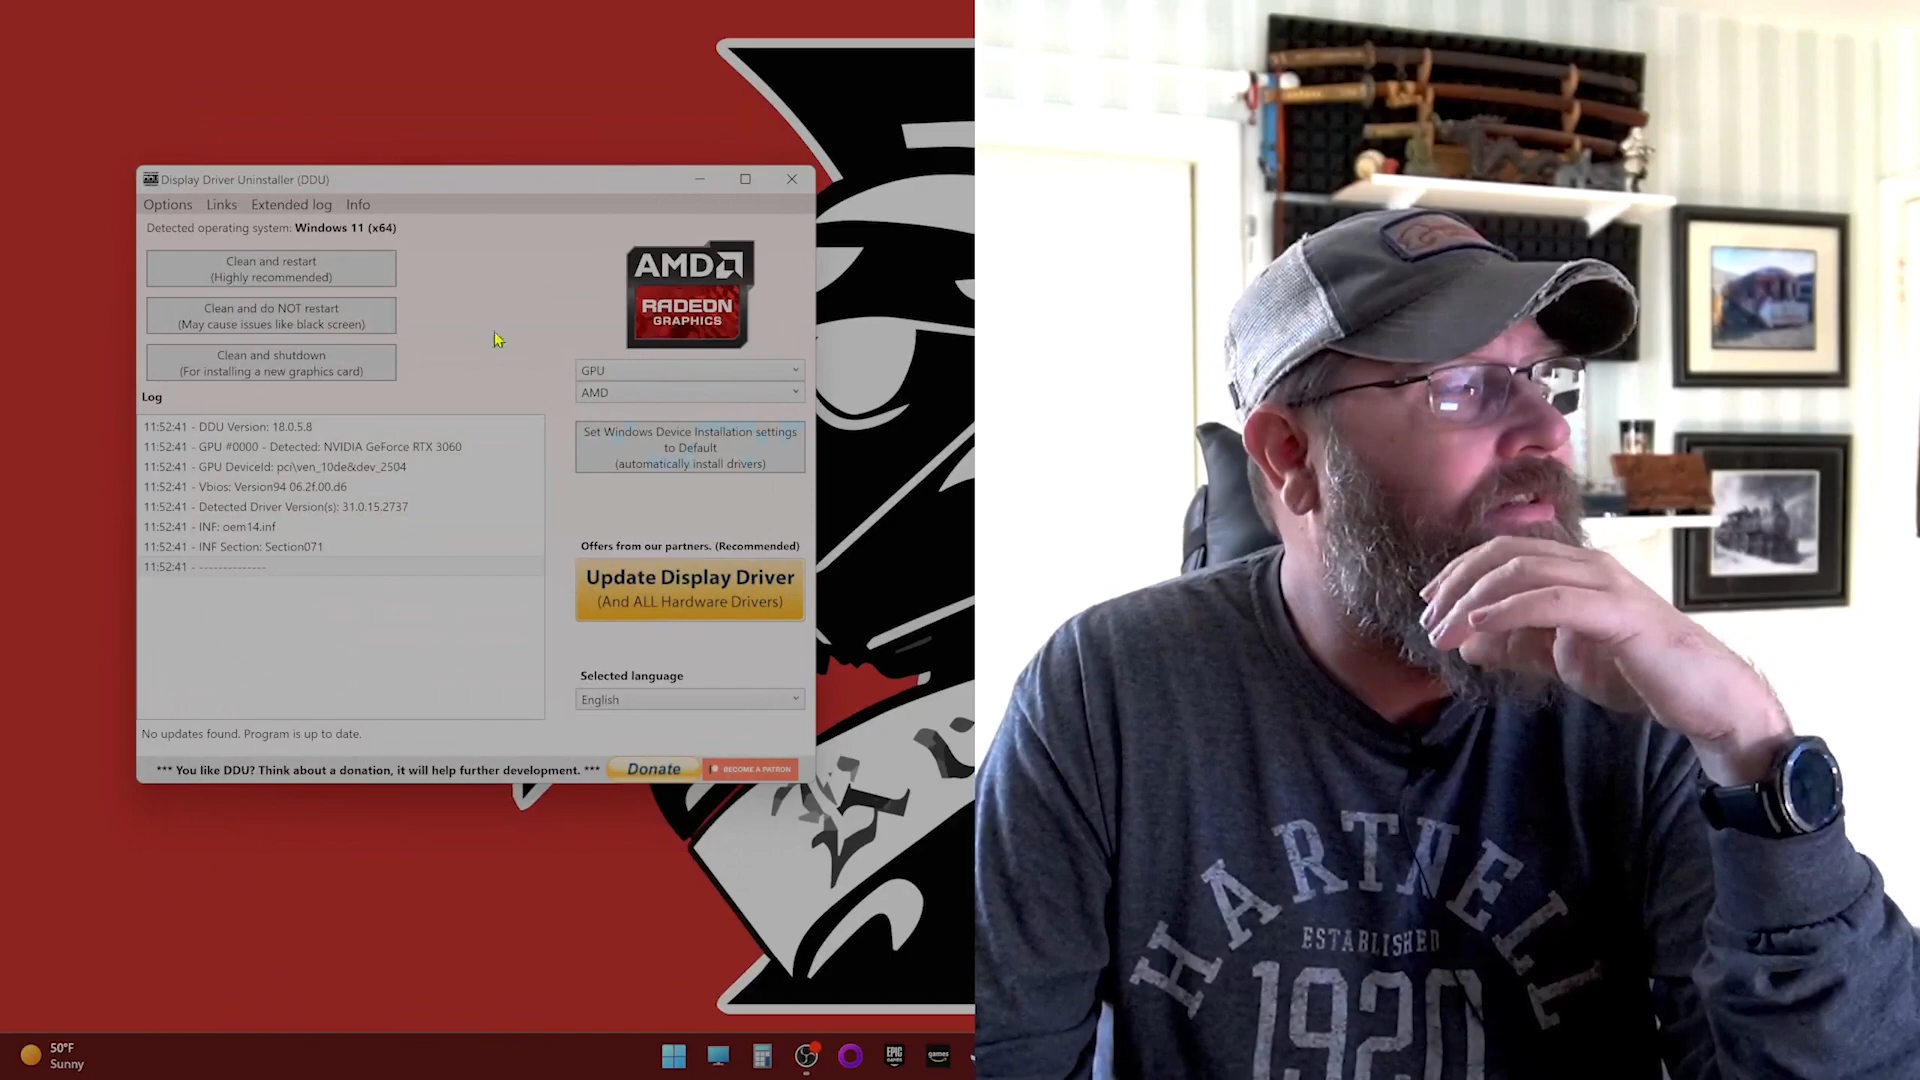 Display Driver Uninstaller (DDU)
Options Links Extended log Info
Detected operating system: Windows 11 (x64)
Clean and restart
(Highly recommended)
Clean and do NOT restart
(May cause issues like black screen)
Clean and shutdown
(For installing a new graphics card)
AMD
RADEON
GRAPHICS
GPU
AMD
Set Windows Device Installation settings
to Default
(automatically install drivers)
Log
11:52:41 - DDU Version: 18.0.5.8
11:52:41 - GPU #0000 - Detected: NVIDIA GeForce RTX 3060
11:52:41 - GPU DeviceId: pci\ven_10de&dev_2504
11:52:41 - Vbios: Version94 06.2f.00.d6
11:52:41 - Detected Driver Version(s): 31.0.15.2737
11:52:41 - INF: oem14.inf
11:52:41 - INF Section: Section071
11:52:41 - --------------
Offers from our partners. (Recommended)
Update Display Driver
(And ALL Hardware Drivers)
Selected language
English
No updates found. Program is up to date.
*** You like DDU? Think about a donation, it will help further development. ***
Donate
BECOME A PATRON
50°F
Sunny
EPIC
GAMES
games
HARTNELL
ESTABLISHED
1920